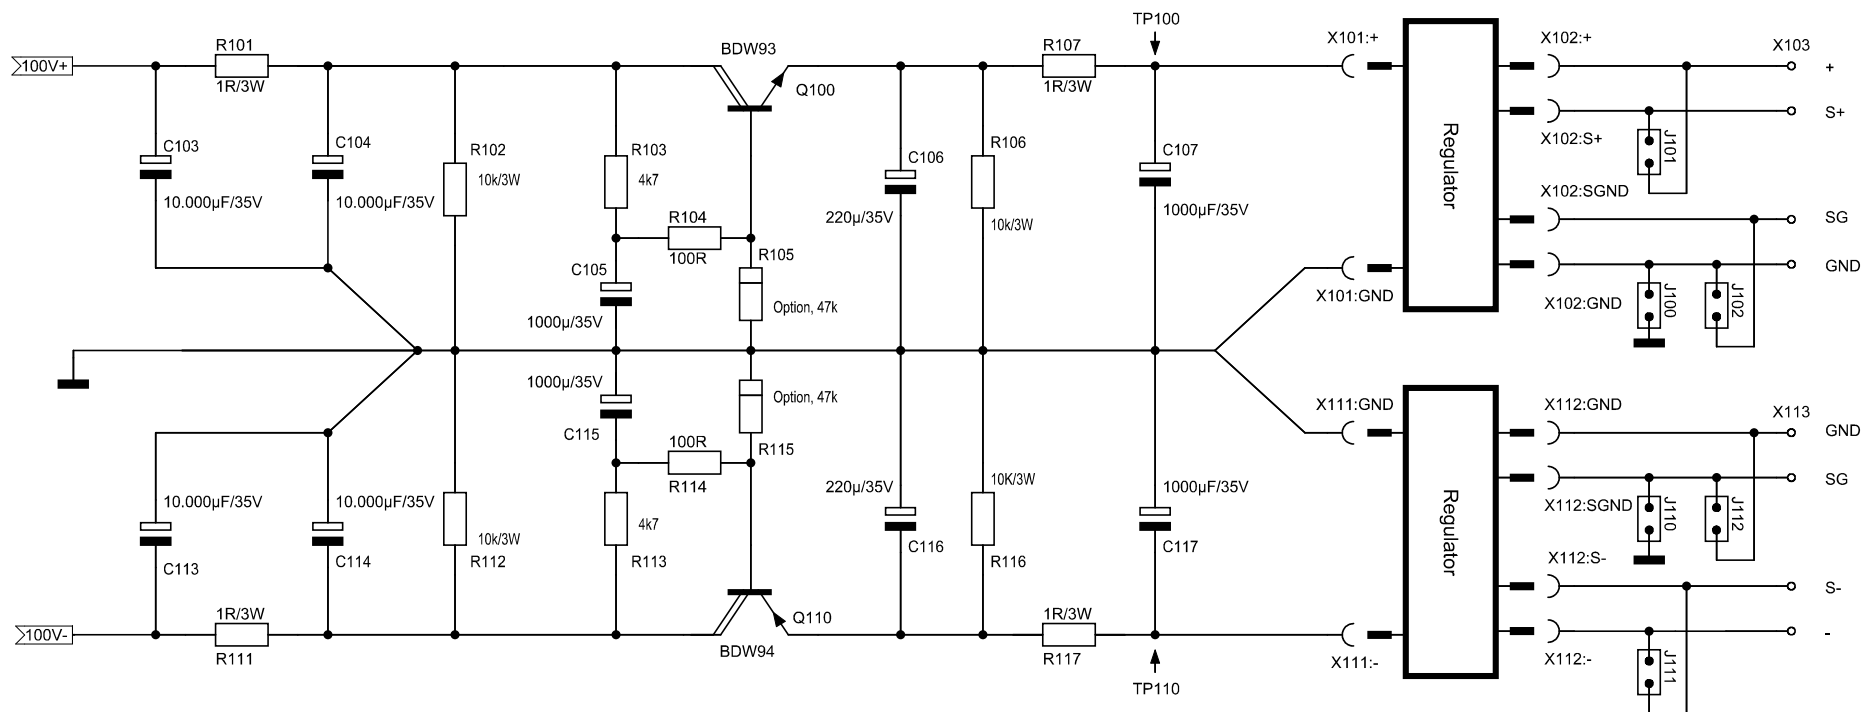 TP100
BDW93
R101
R107
X101:+
X102:+
X103
100V+
+
1R/3W
Q100
1R/3W
S+
C103
C104
R102
R103
C106
R106
C107
Regulator
X102:S+
J101
10.000µF/35V
10.000µF/35V
10k/3W
4k7
220µ/35V
10k/3W
1000µF/35V
X102:SGND
SG
R104
100R
R105
C105
GND
Option, 47k
X101:GND
X102:GND
J100
J102
1000µ/35V
1000µ/35V
Option, 47k
C115
X111:GND
X112:GND
X113
GND
100R
R115
R114
SG
10.000µF/35V
10.000µF/35V
220µ/35V
10K/3W
1000µF/35V
X112:SGND
J110
J112
Regulator
10k/3W
4k7
C113
C114
R112
R113
C116
R116
C117
X112:S-
S-
1R/3W
Q110
1R/3W
100V-
-
R111
BDW94
R117
X111:-
X112:-
J111
TP110